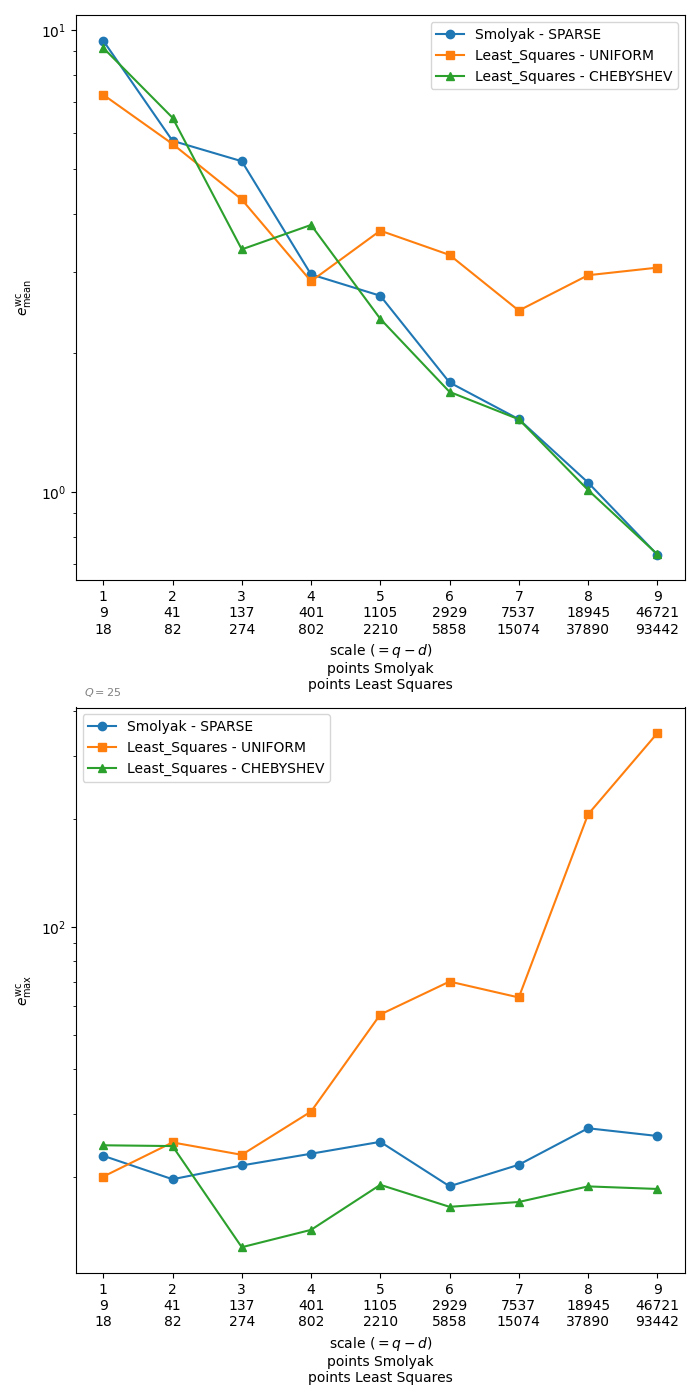 10¹
10⁰
e^wc_mean
Smolyak - SPARSE
Least_Squares - UNIFORM
Least_Squares - CHEBYSHEV
1 2 3 4 5 6 7 8 9
9 41 137 401 1105 2929 7537 18945 46721
18 82 274 802 2210 5858 15074 37890 93442
scale (= q − d)
points Smolyak
points Least Squares
Q = 25
Smolyak - SPARSE
Least_Squares - UNIFORM
Least_Squares - CHEBYSHEV
10²
e^wc_max
1 2 3 4 5 6 7 8 9
9 41 137 401 1105 2929 7537 18945 46721
18 82 274 802 2210 5858 15074 37890 93442
scale (= q − d)
points Smolyak
points Least Squares